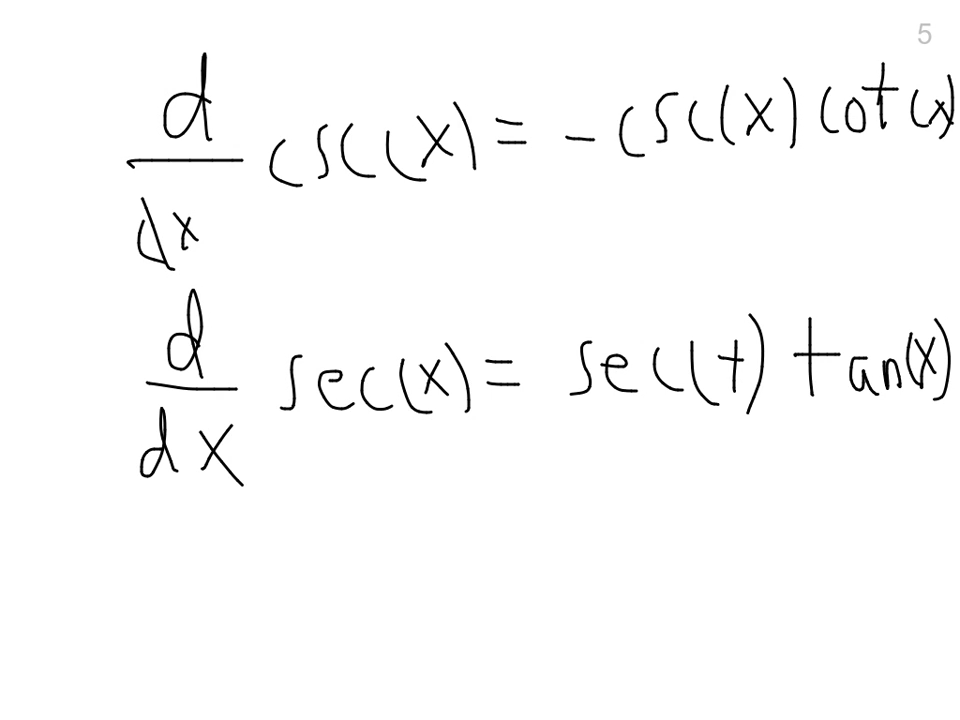 5
d/dx csc(x) = -csc(x) cot(x)
d/dx sec(x) = sec(t) tan(x)